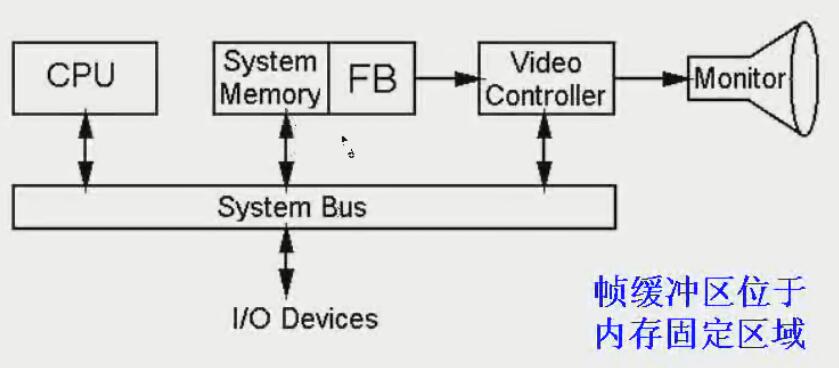 CPU
System
Memory
FB
Video
Controller
Monitor
System Bus
I/O Devices
帧缓冲区位于
内存固定区域